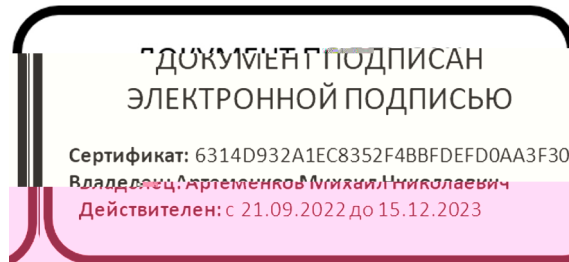 ДОКУМЕНТ ПОДПИСАН
ЭЛЕКТРОННОЙ ПОДПИСЬЮ
Сертификат: 6314D932A1EC8352F4BBFDEFD0AA3F30
Владелец: Артеменков Михаил Николаевич
Действителен: с 21.09.2022 до 15.12.2023